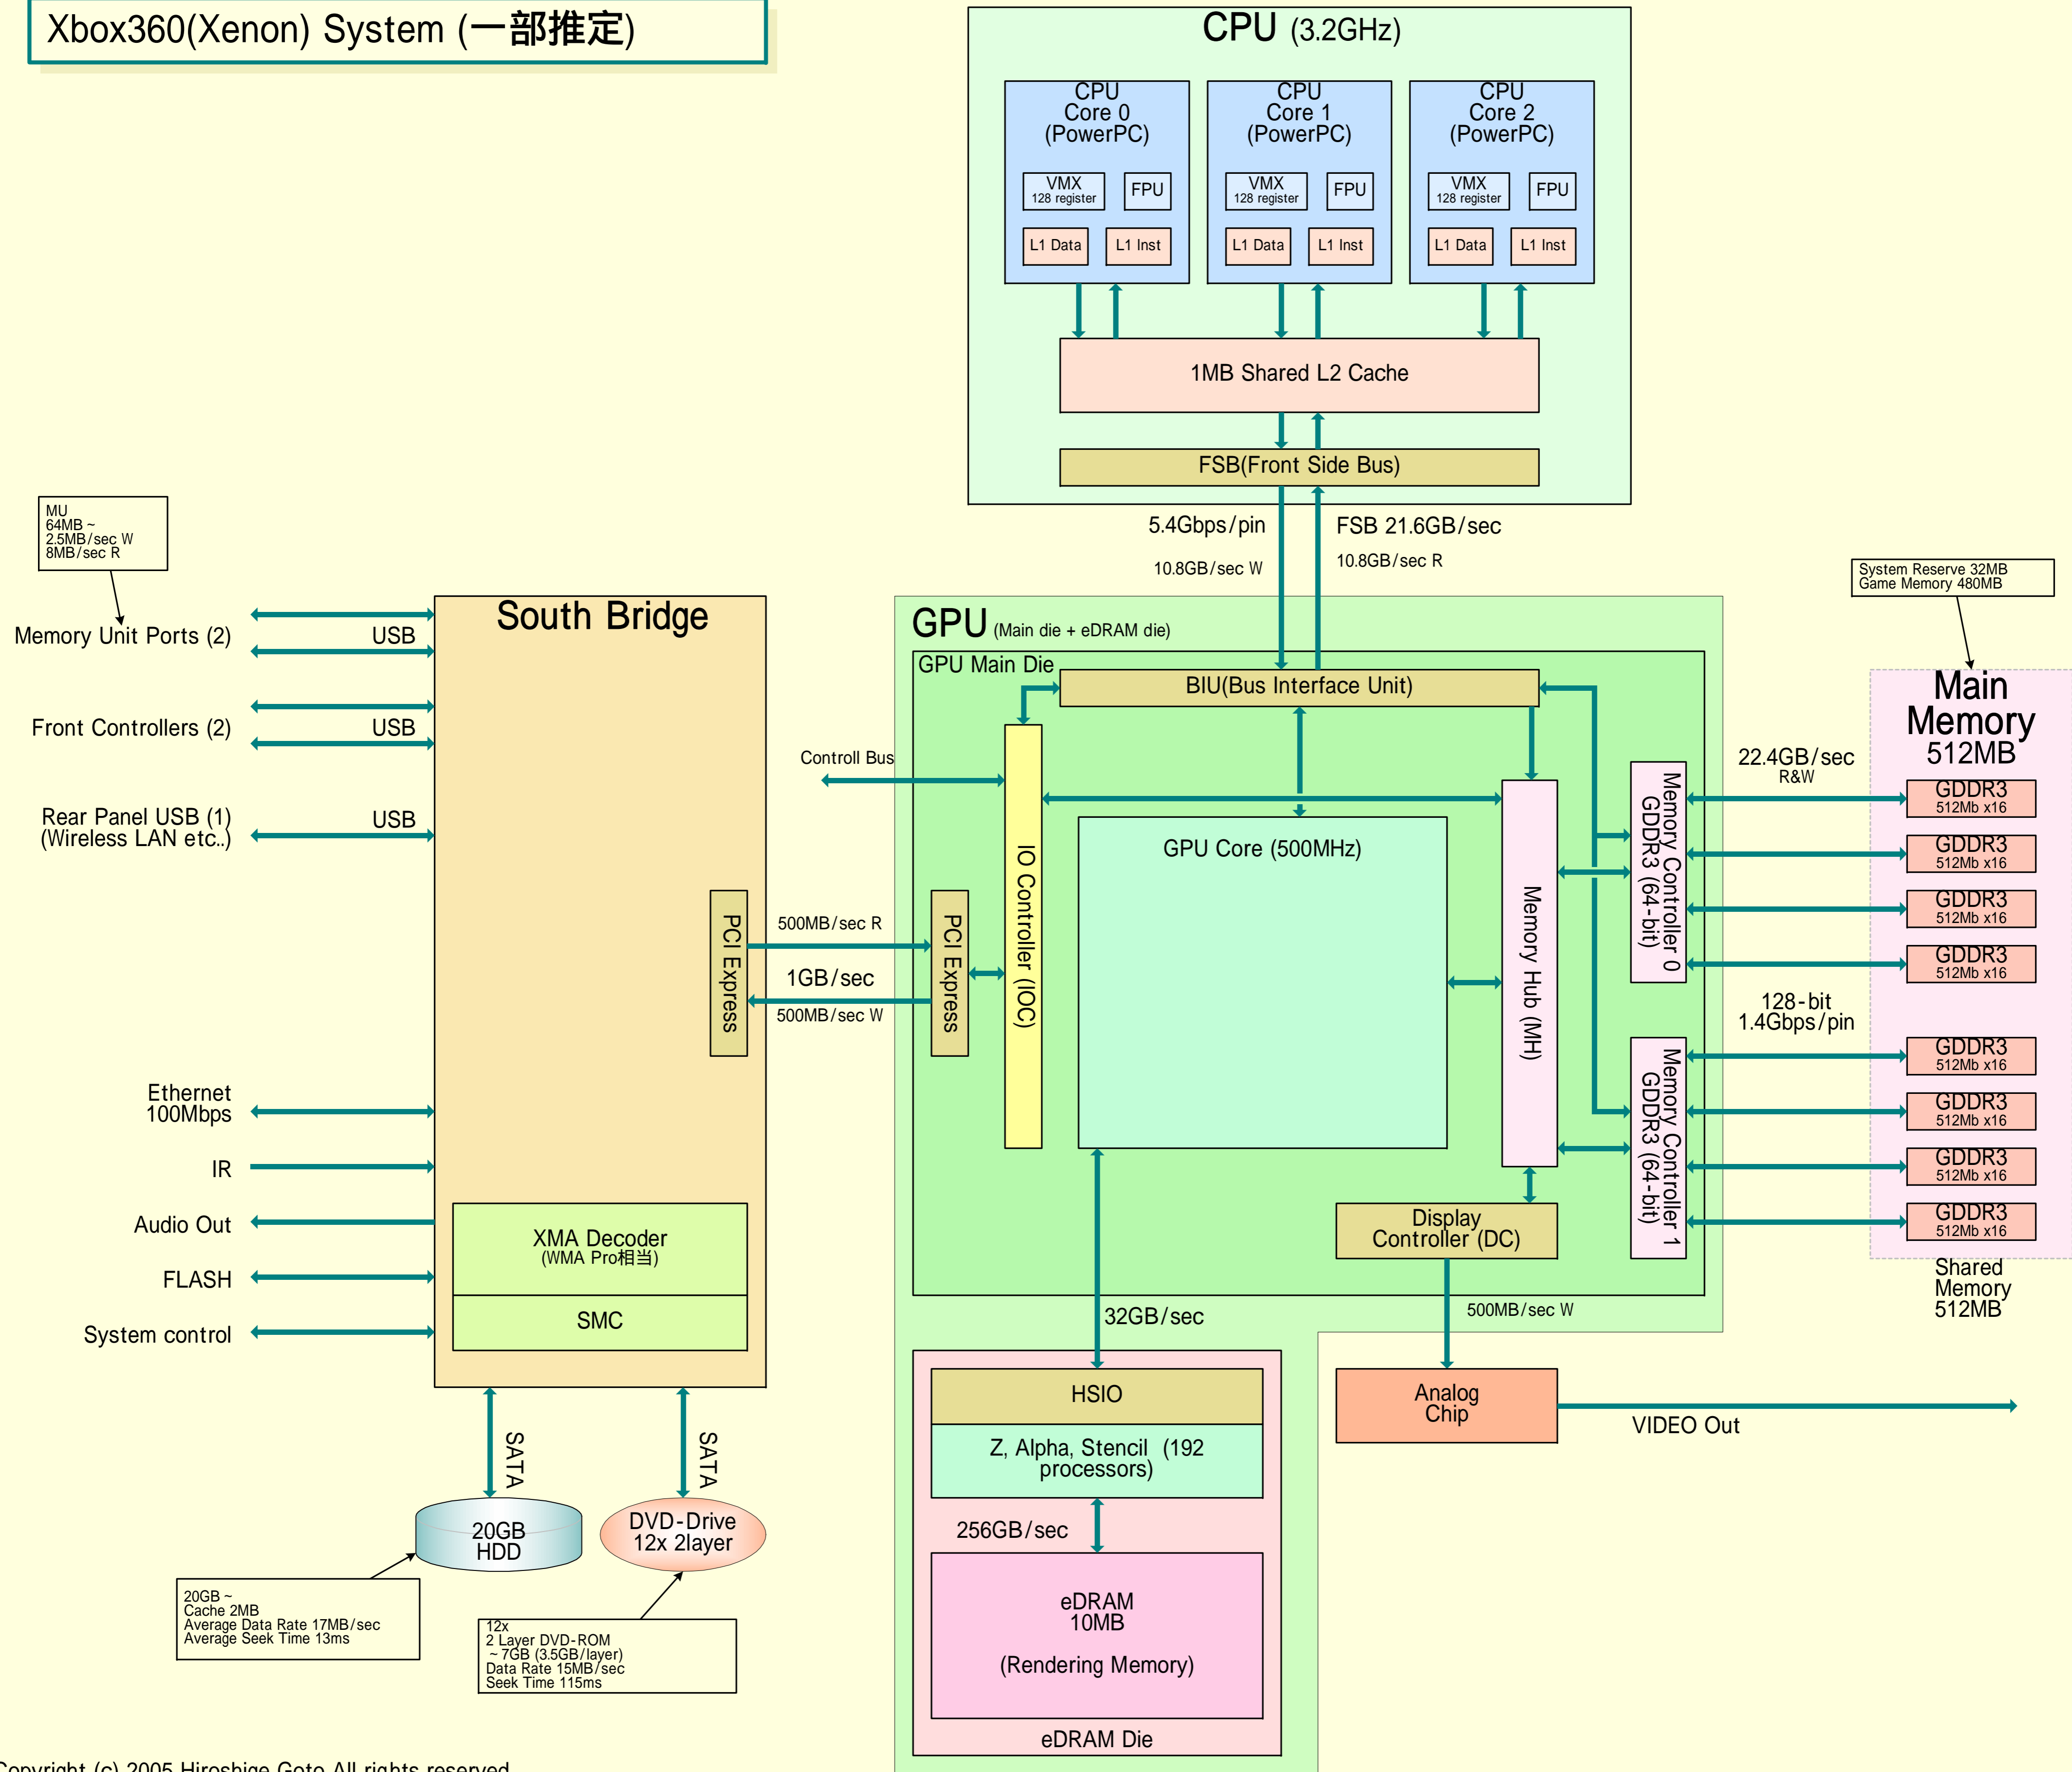 Xbox360(Xenon) System (一部推定)
CPU (3.2GHz)
CPU
Core 0
(PowerPC)
VMX
128 register
FPU
L1 Data
L1 Inst
CPU
Core 1
(PowerPC)
VMX
128 register
FPU
L1 Data
L1 Inst
CPU
Core 2
(PowerPC)
VMX
128 register
FPU
L1 Data
L1 Inst
1MB Shared L2 Cache
FSB(Front Side Bus)
5.4Gbps/pin
10.8GB/sec W
FSB 21.6GB/sec
10.8GB/sec R
MU
64MB ~
2.5MB/sec W
8MB/sec R
Memory Unit Ports (2)
USB
Front Controllers (2)
USB
Rear Panel USB (1)
(Wireless LAN etc..)
USB
Ethernet
100Mbps
IR
Audio Out
FLASH
System control
South Bridge
PCI Express
XMA Decoder
(WMA Pro相当)
SMC
500MB/sec R
1GB/sec
500MB/sec W
SATA
SATA
20GB
HDD
DVD-Drive
12x 2layer
20GB ~
Cache 2MB
Average Data Rate 17MB/sec
Average Seek Time 13ms
12x
2 Layer DVD-ROM
~ 7GB (3.5GB/layer)
Data Rate 15MB/sec
Seek Time 115ms
GPU (Main die + eDRAM die)
GPU Main Die
BIU(Bus Interface Unit)
Controll Bus
PCI Express
IO Controller (IOC)
GPU Core (500MHz)
Memory Hub (MH)
Memory Controller 0
GDDR3 (64-bit)
Memory Controller 1
GDDR3 (64-bit)
Display
Controller (DC)
32GB/sec
500MB/sec W
HSIO
Z, Alpha, Stencil (192
processors)
256GB/sec
eDRAM
10MB
(Rendering Memory)
eDRAM Die
Analog
Chip
VIDEO Out
System Reserve 32MB
Game Memory 480MB
Main
Memory
512MB
22.4GB/sec
R&W
128-bit
1.4Gbps/pin
GDDR3
512Mb x16
GDDR3
512Mb x16
GDDR3
512Mb x16
GDDR3
512Mb x16
GDDR3
512Mb x16
GDDR3
512Mb x16
GDDR3
512Mb x16
GDDR3
512Mb x16
Shared
Memory
512MB
Copyright (c) 2005 Hiroshige Goto All rights reserved